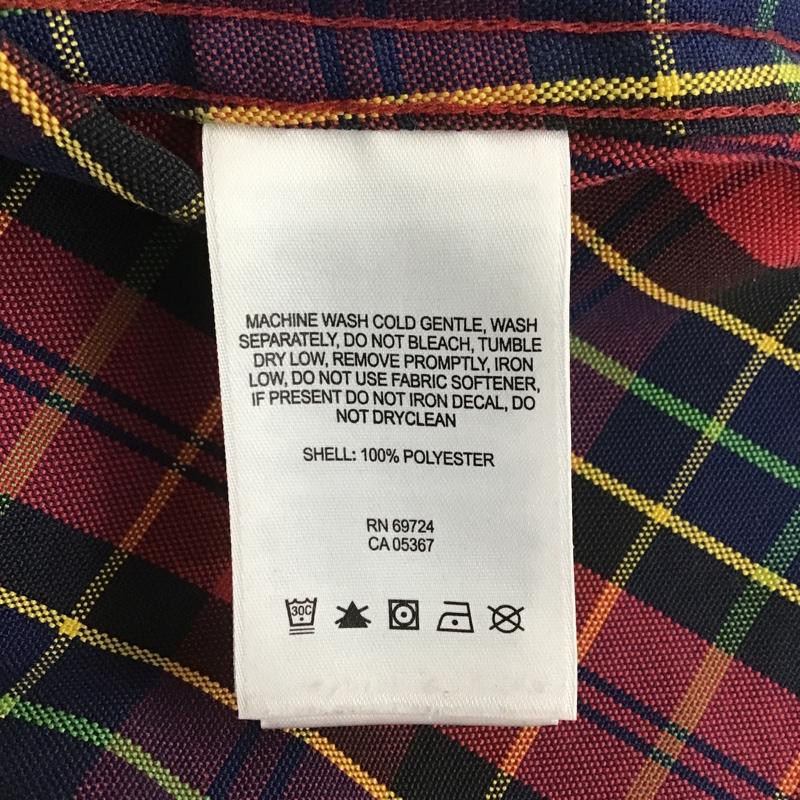 MACHINE WASH COLD GENTLE, WASH
SEPARATELY, DO NOT BLEACH, TUMBLE
DRY LOW, REMOVE PROMPTLY, IRON
LOW, DO NOT USE FABRIC SOFTENER,
IF PRESENT DO NOT IRON DECAL, DO
NOT DRYCLEAN
SHELL: 100% POLYESTER
RN 69724
CA 05367
30C